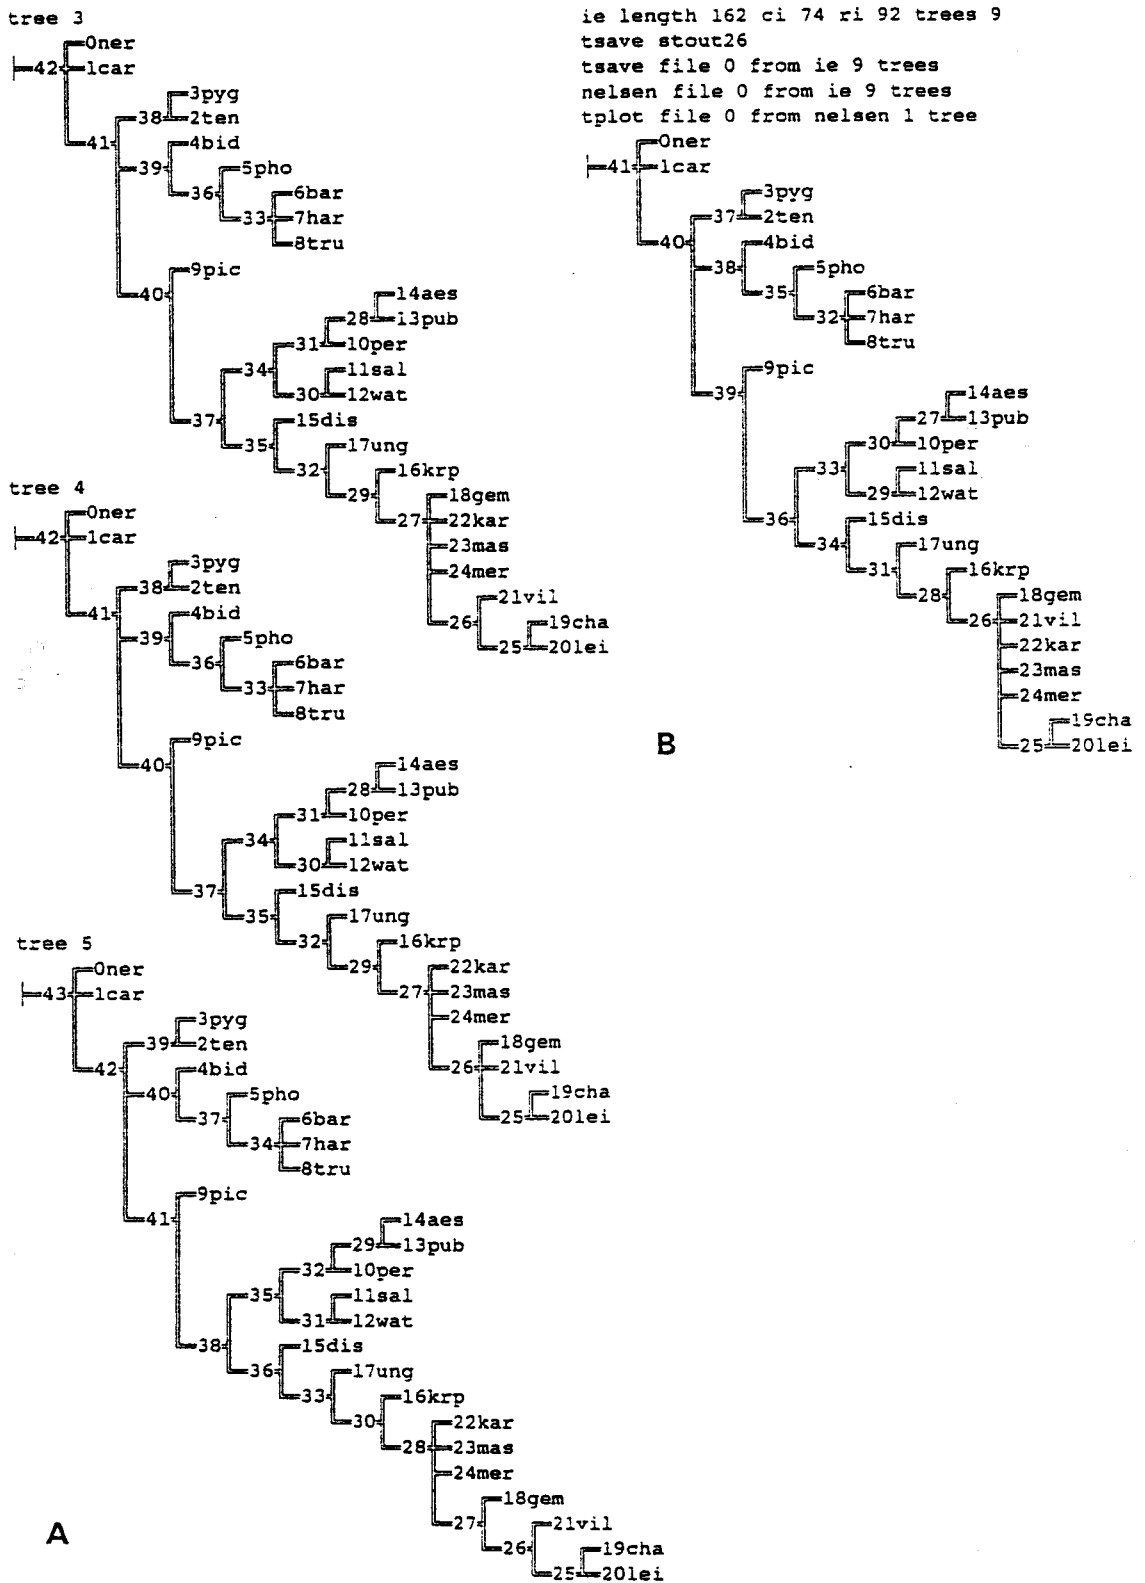 tree 3
0ner
42 1car
3pyg
38 2ten
41 4bid
39 5pho
36 6bar
33 7har
8tru
9pic
40 14aes
28 i3pub
31 10per
34 11sal
30 12wat
37 15dis
35 17ung
32 16krp
29 18gem
27 22kar
23mas
24mer
21vil
26 19cha
25 20lei
tree 4
0ner
42 1car
3pyg
38 2ten
41 4bid
39 5pho
36 6bar
33 7har
8tru
9pic
40 14aes
28 13pub
31 10per
34 11sal
30 12wat
37 15dis
35 17ung
32 16krp
29 22kar
27 23mas
24mer
18gem
26 21vil
19cha
25 20lei
tree 5
0ner
43 1car
3pyg
39 2ten
42 4bid
40 5pho
37 6bar
34 7har
8tru
9pic
41 14aes
29 13pub
32 10per
35 11sal
31 12wat
38 15dis
36 17ung
33 16krp
30 22kar
28 23mas
24mer
18gem
27 21vil
26 19cha
25 20lei
A
ie length 162 ci 74 ri 92 trees 9
tsave stout26
tsave file 0 from ie 9 trees
nelsen file 0 from ie 9 trees
tplot file 0 from nelsen 1 tree
0ner
41 1car
3pyg
37 2ten
40 4bid
38 5pho
35 6bar
32 7har
8tru
9pic
39 14aes
27 13pub
30 10per
33 11sal
29 12wat
36 15dis
34 17ung
31 16krp
28 18gem
26 21vil
22kar
23mas
24mer
19cha
25 20lei
B